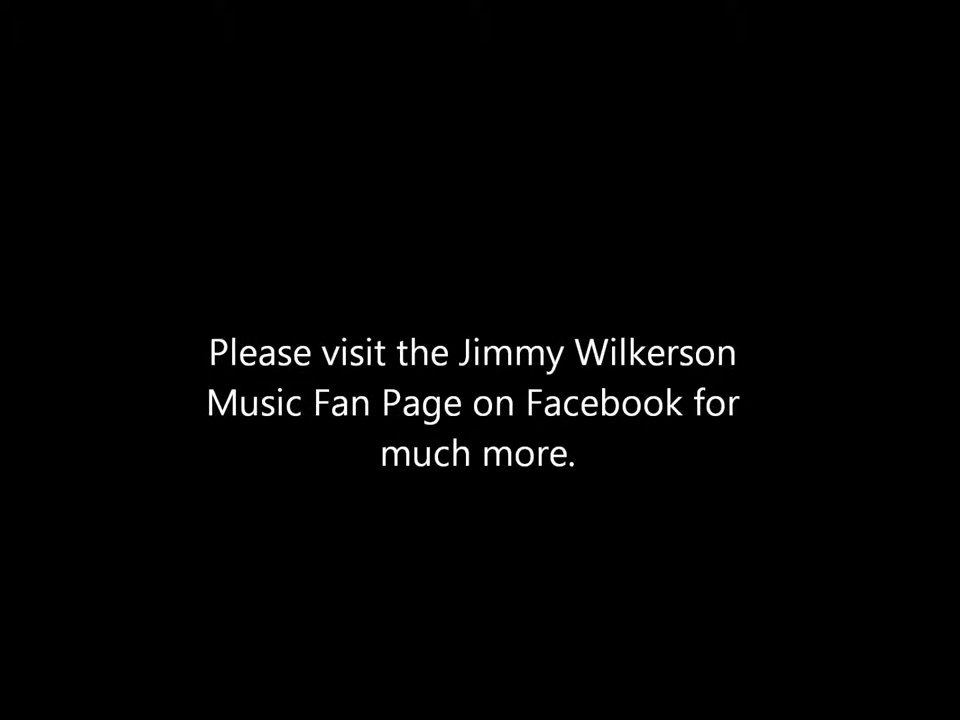 Please visit the Jimmy Wilkerson
Music Fan Page on Facebook for
much more.